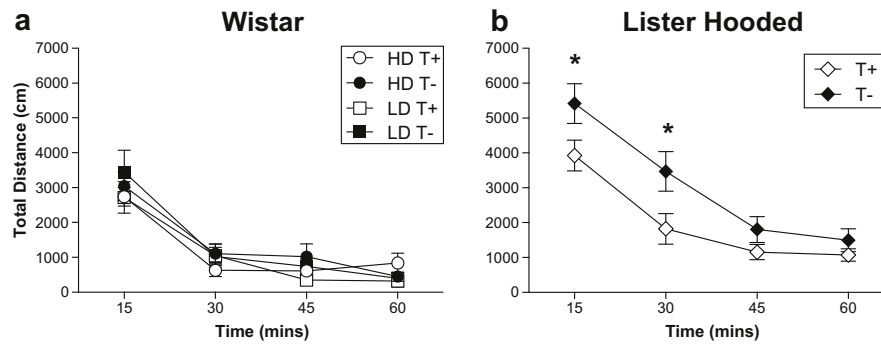 a Wistar
HD T+
HD T-
LD T+
LD T-
Total Distance (cm)
7000
6000
5000
4000
3000
2000
1000
0
15 30 45 60
Time (mins)
b Lister Hooded
T+
T-
*
*
7000
6000
5000
4000
3000
2000
1000
0
15 30 45 60
Time (mins)